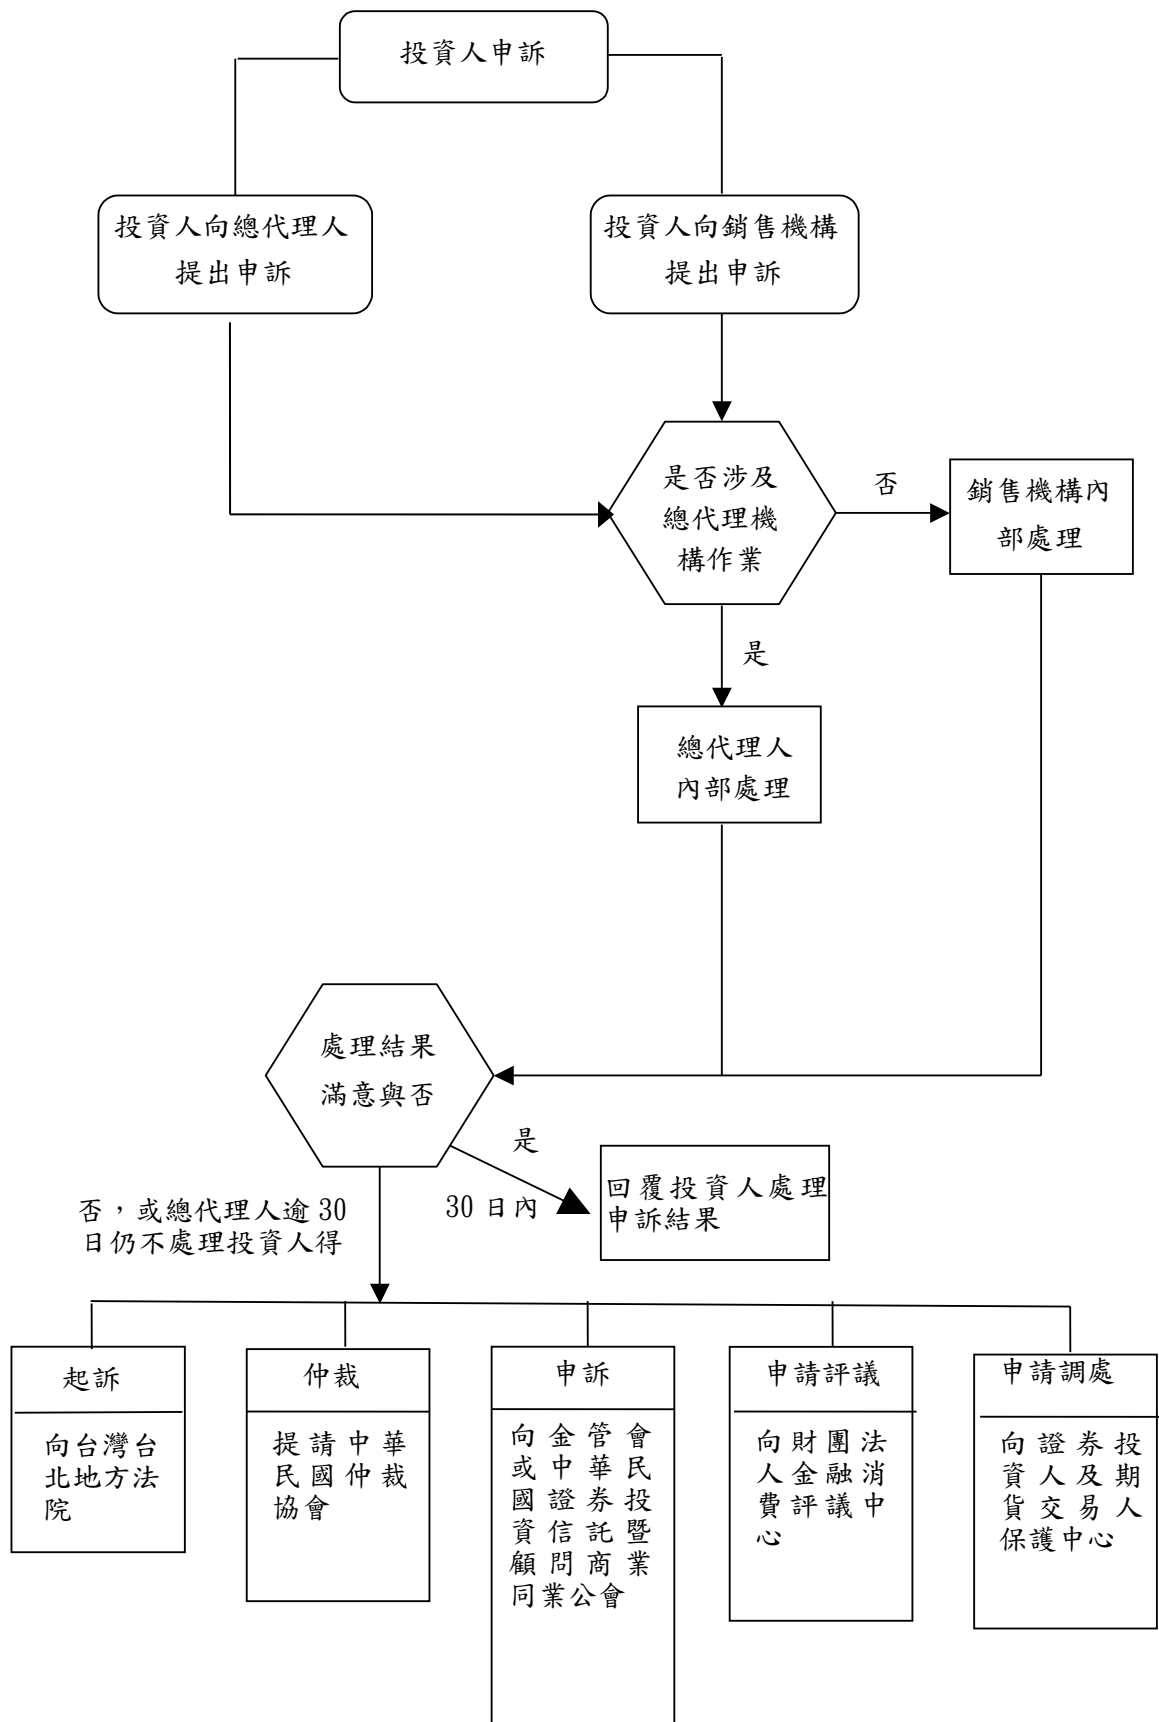 投資人申訴
投資人向總代理人
提出申訴
投資人向銷售機構
提出申訴
是否涉及
總代理機
構作業
否
銷售機構內
部處理
是
總代理人
內部處理
處理結果
滿意與否
是
30 日內
回覆投資人處理
申訴結果
否，或總代理人逾 30
日仍不處理投資人得
起訴
向台灣台
北地方法
院
仲裁
提請中華
民國仲裁
協會
申訴
向金管會
或中華民
國證券投
資信託暨
顧問商業
同業公會
申請評議
向財團法
人金融消
費評議中
心
申請調處
向證券投
資人及期
貨交易人
保護中心